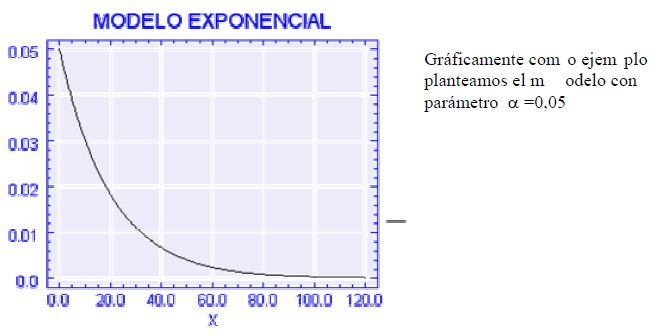 MODELO EXPONENCIAL
0.05
0.04
0.03
0.02
0.01
0.0
0.0 20.0 40.0 60.0 80.0 100.0 120.0
X
Gráficamente com o ejem plo
planteamos el m odelo con
parámetro α =0,05